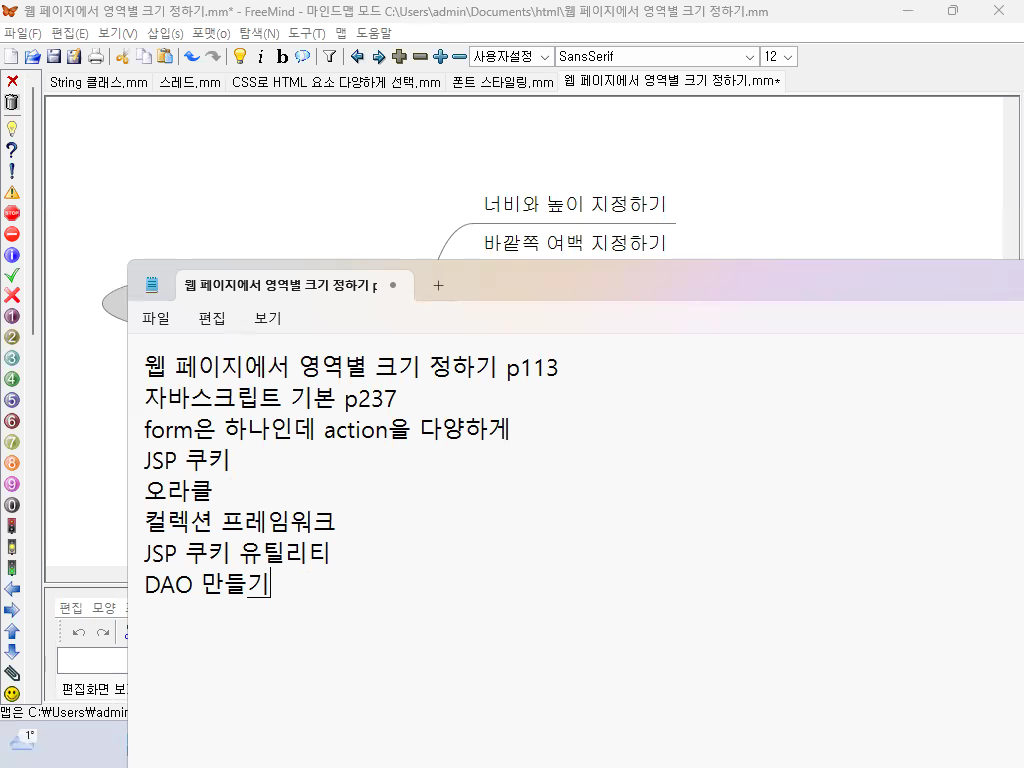 웹 페이지에서 영역별 크기 정하기.mm* - FreeMind - 마인드맵 모드 C:\Users\admin\Documents\html\웹 페이지에서 영역별 크기 정하기.mm
파일(F) 편집(E) 보기(V) 삽입(s) 포맷(o) 탐색(N) 도구(T) 맵 도움말
사용자설정 SansSerif 12
String 클래스.mm 스레드.mm CSS로 HTML 요소 다양하게 선택.mm 폰트 스타일링.mm 웹 페이지에서 영역별 크기 정하기.mm*
너비와 높이 지정하기
바깥쪽 여백 지정하기
웹 페이지에서 영역별 크기 정하기 p
파일 편집 보기
웹 페이지에서 영역별 크기 정하기 p113
자바스크립트 기본 p237
form은 하나인데 action을 다양하게
JSP 쿠키
오라클
컬렉션 프레임워크
JSP 쿠키 유틸리티
DAO 만들기
편집 모양
편집화면 보
맵은 C:₩Users₩admin
1°